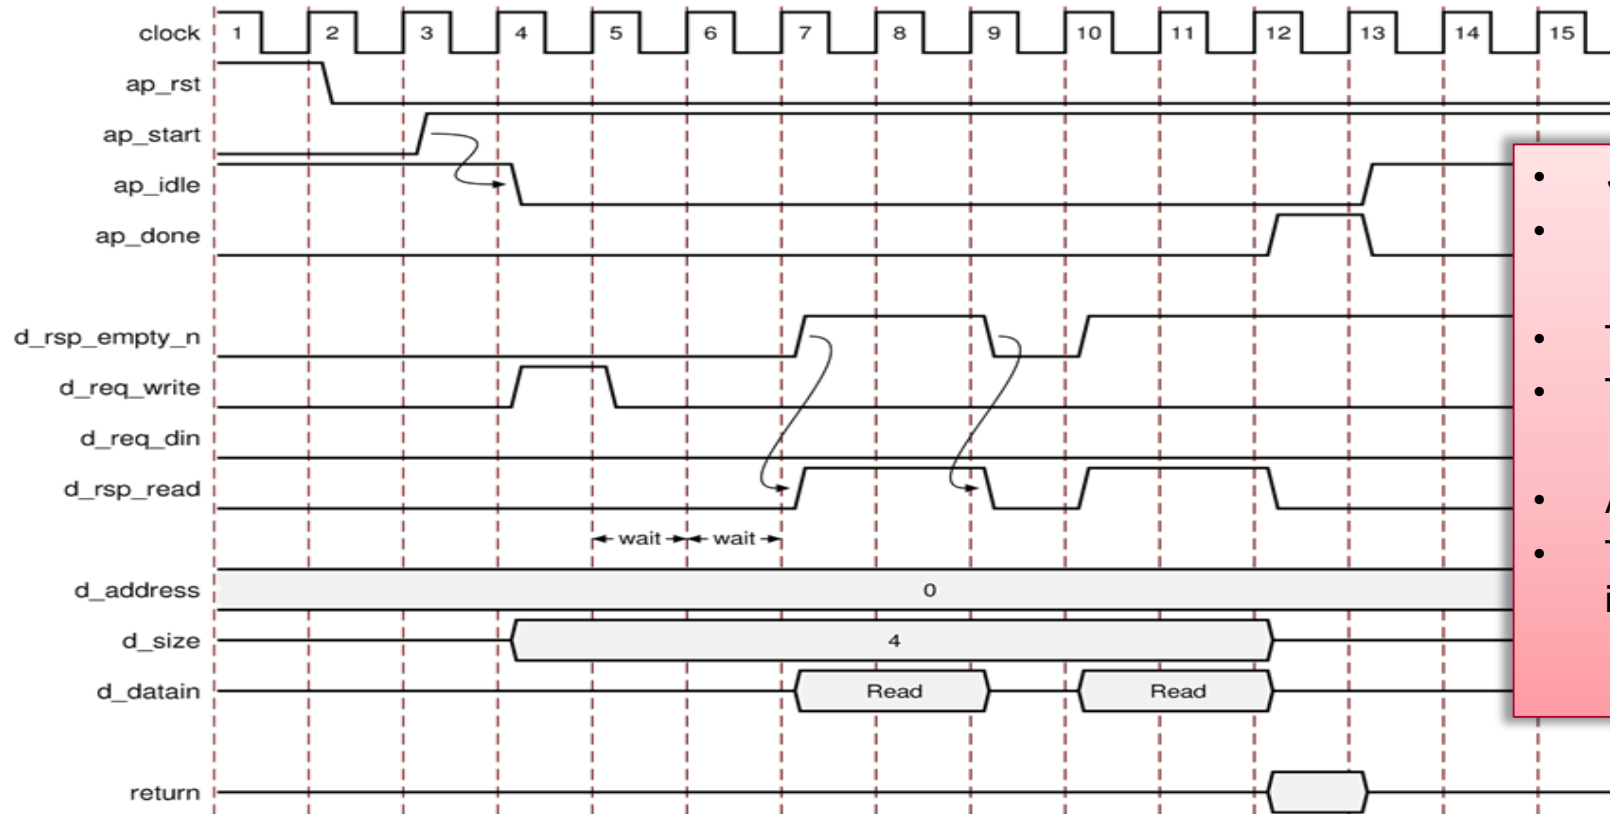 clock 1 2 3 4 5 6 7 8 9 10 11 12 13 14 15
ap_rst
ap_start
ap_idle
ap_done
d_rsp_empty_n
d_req_write
d_req_din
d_rsp_read
wait wait
d_address 0
d_size 4
d_datain Read Read
return